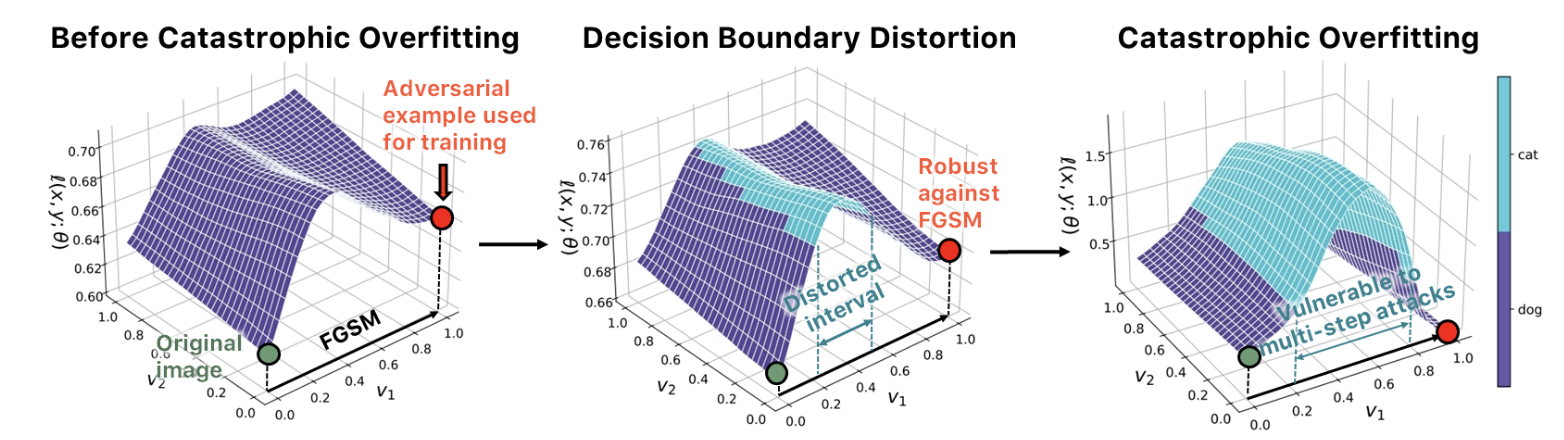 Before Catastrophic Overfitting
Adversarial
example used
for training
ℓ(x, y; θ)
0.70
0.68
0.66
0.64
0.62
0.60
1.0
0.8
0.6
0.2
0.0
v₂
Original
image
FGSM
0.0
0.2
0.4
0.6
0.8
1.0
v₁
Decision Boundary Distortion
Robust
against
FGSM
ℓ(x, y; θ)
0.76
0.74
0.72
0.70
0.68
0.66
1.0
0.8
0.6
0.4
0.2
0.0
v₂
Distorted
interval
0.0
0.2
0.4
0.6
0.8
1.0
v₁
Catastrophic Overfitting
ℓ(x, y; θ)
1.5
1.0
0.5
1.0
0.8
0.6
0.4
0.2
0.0
v₂
Vulnerable to
multi-step attacks
0.0
0.2
0.4
0.6
0.8
1.0
v₁
cat
dog